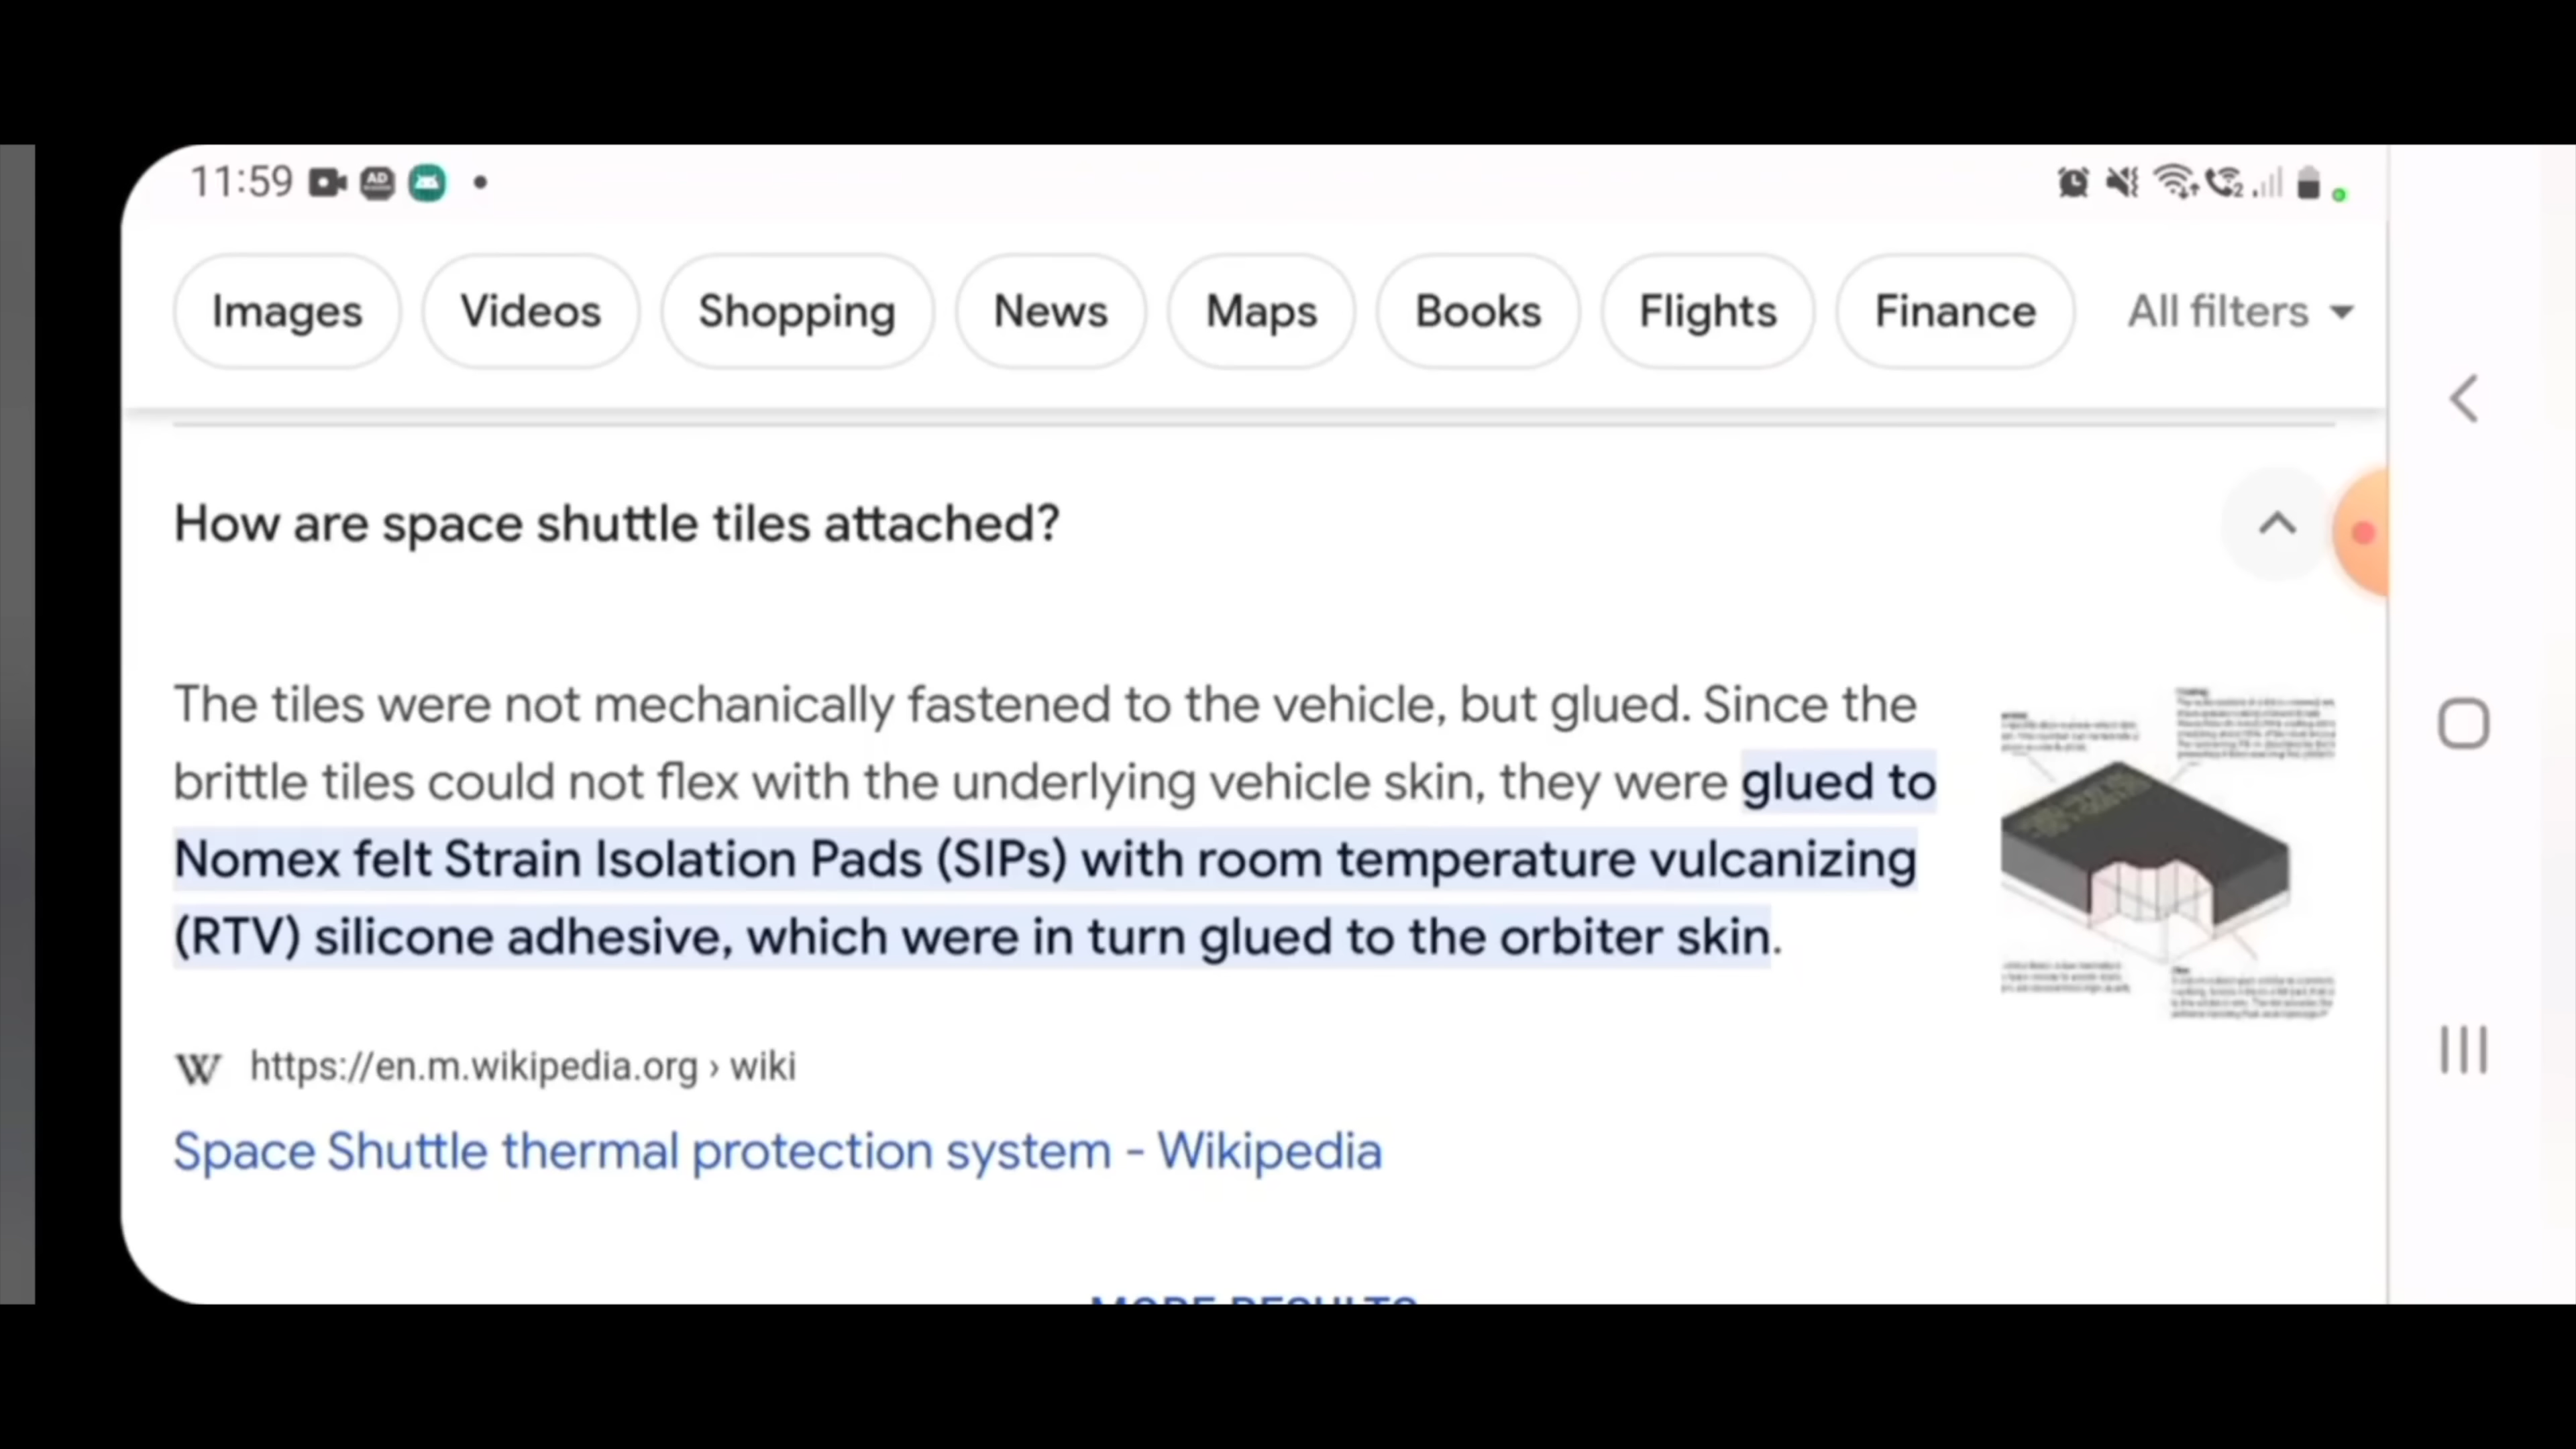 11:59
AD
2
Images Videos Shopping News Maps Books Flights Finance All filters
How are space shuttle tiles attached?
The tiles were not mechanically fastened to the vehicle, but glued. Since the
brittle tiles could not flex with the underlying vehicle skin, they were glued to
Nomex felt Strain Isolation Pads (SIPs) with room temperature vulcanizing
(RTV) silicone adhesive, which were in turn glued to the orbiter skin.
W https://en.m.wikipedia.org › wiki
Space Shuttle thermal protection system - Wikipedia
MORE RESULTS